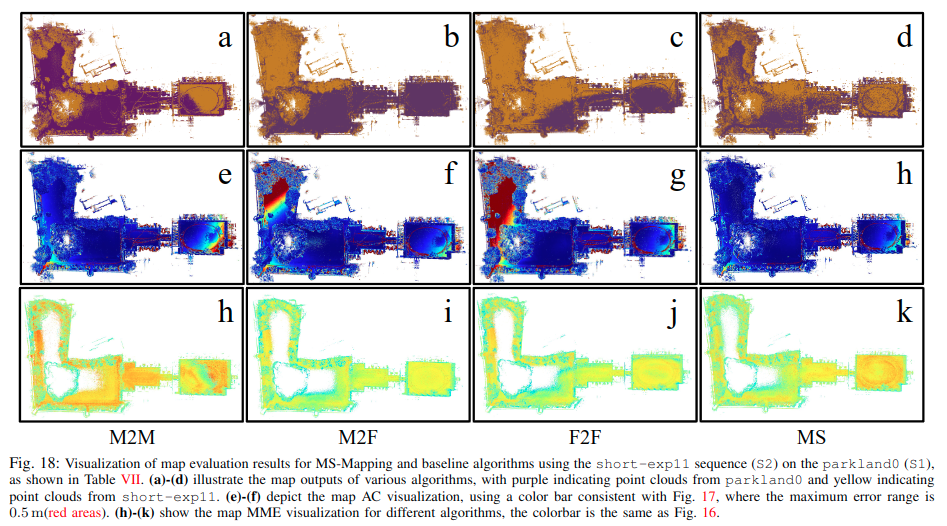 a b c d
e f g h
h i j k
M2M M2F F2F MS
Fig. 18: Visualization of map evaluation results for MS-Mapping and baseline algorithms using the short-exp11 sequence (S2) on the parkland0 (S1),
as shown in Table VII. (a)-(d) illustrate the map outputs of various algorithms, with purple indicating point clouds from parkland0 and yellow indicating
point clouds from short-exp11. (e)-(f) depict the map AC visualization, using a color bar consistent with Fig. 17, where the maximum error range is
0.5 m(red areas). (h)-(k) show the map MME visualization for different algorithms, the colorbar is the same as Fig. 16.